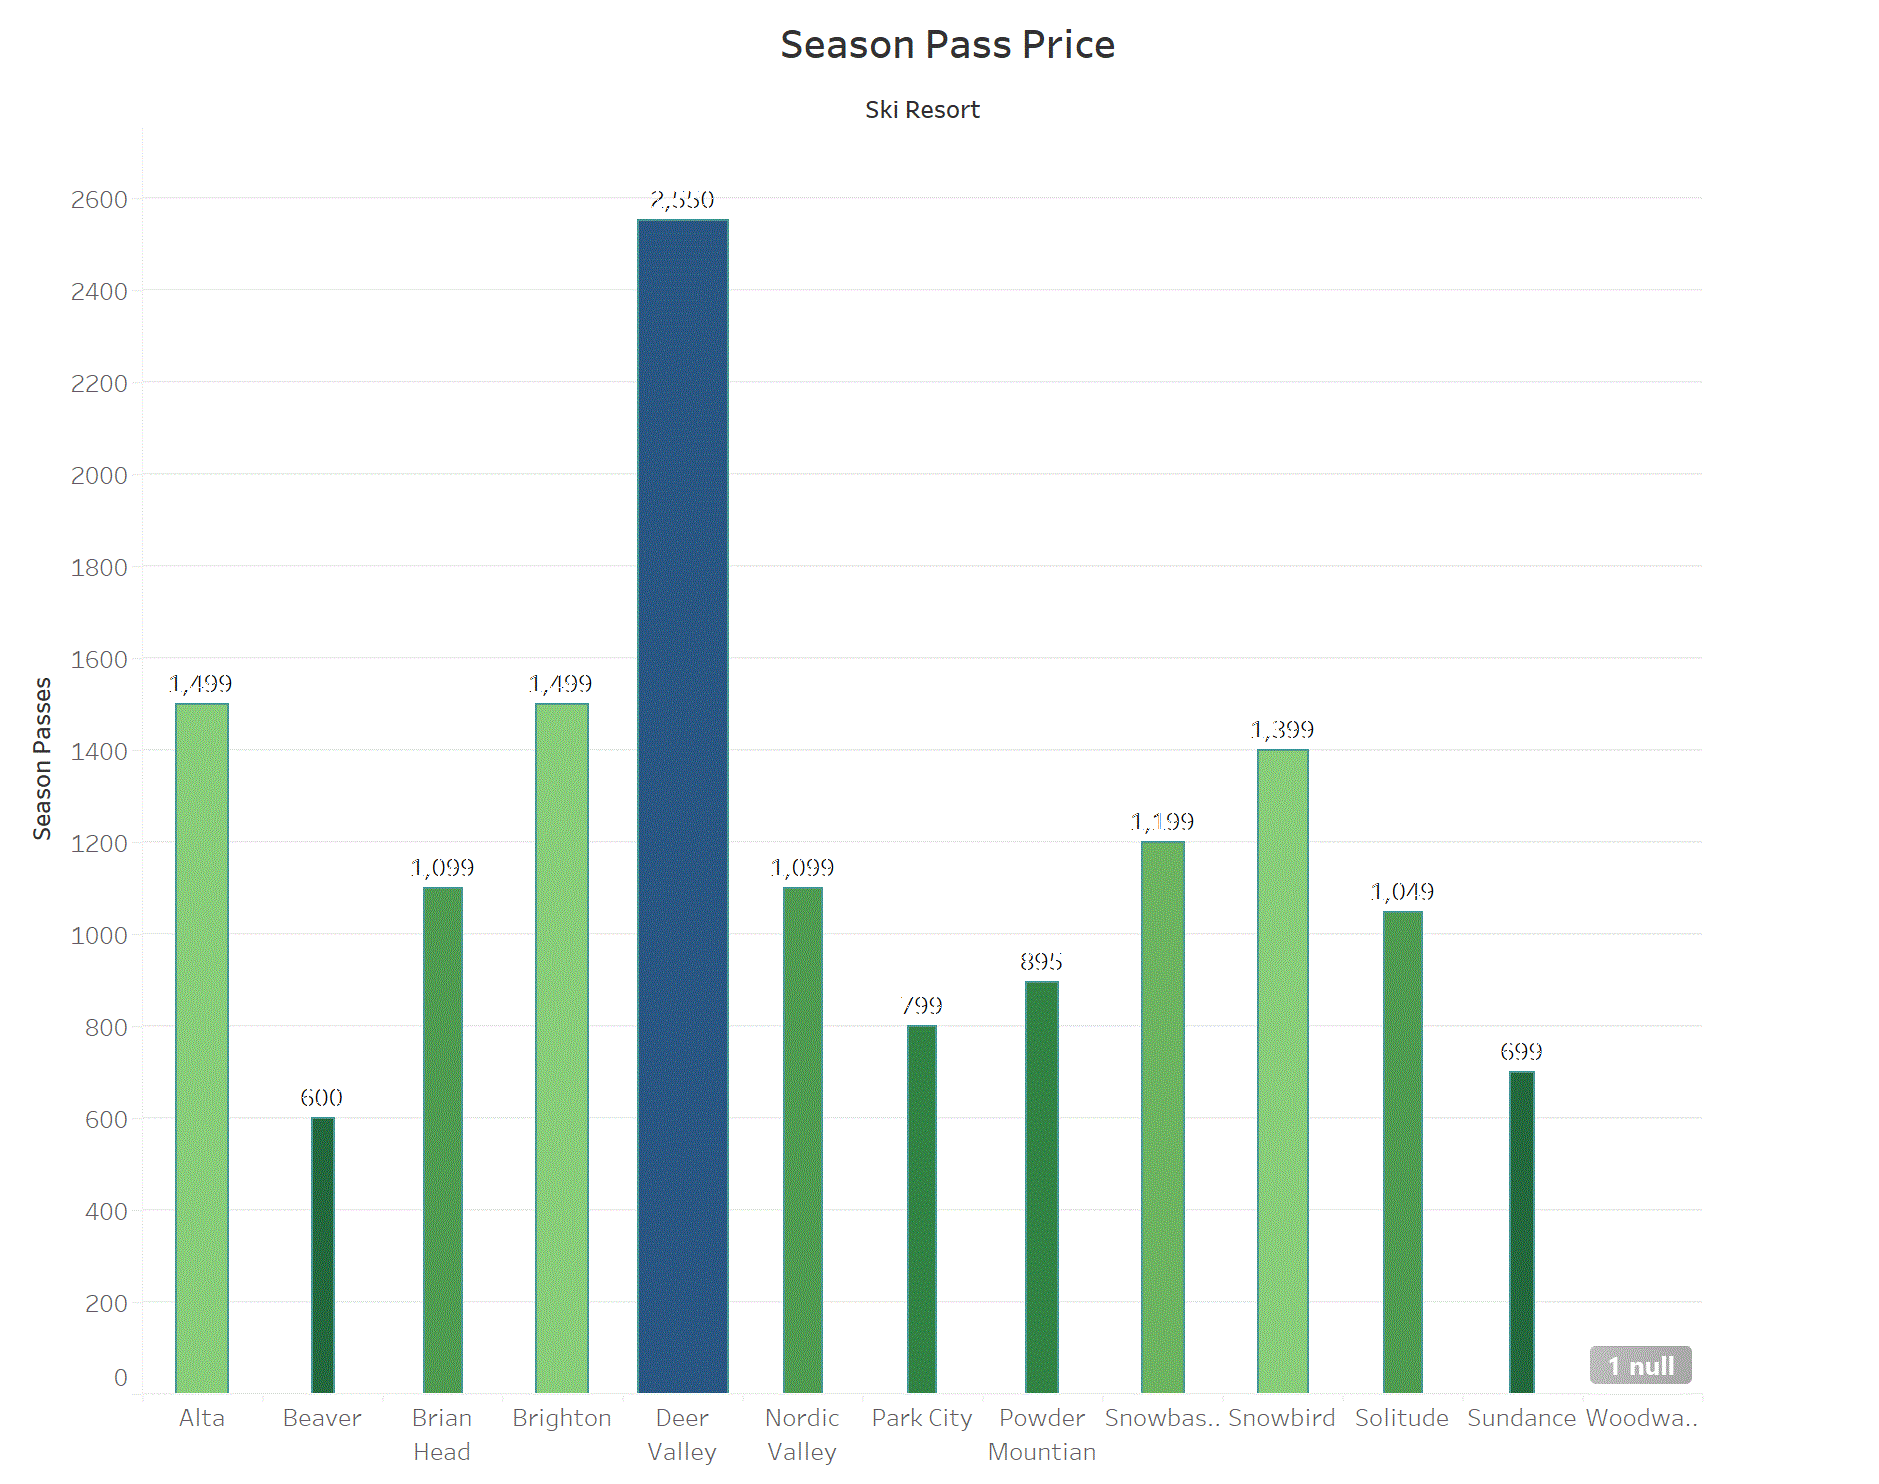 Season Pass Price
Ski Resort
Season Passes
2600
2400
2200
2000
1800
1600
1400
1200
1000
800
600
400
200
0
1,499
600
1,099
1,499
2,550
1,099
799
895
1,199
1,399
1,049
699
1 null
Alta
Beaver
Brian
Head
Brighton
Deer
Valley
Nordic
Valley
Park City
Powder
Mountian
Snowbas..
Snowbird
Solitude
Sundance
Woodwa..